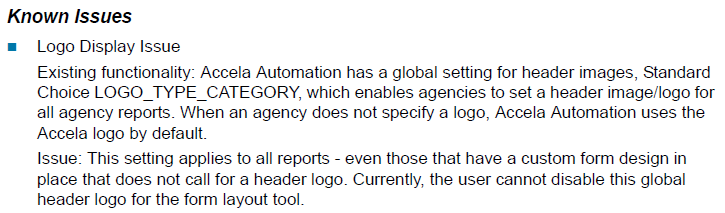 Known Issues
Logo Display Issue
Existing functionality: Accela Automation has a global setting for header images, Standard
Choice LOGO_TYPE_CATEGORY, which enables agencies to set a header image/logo for
all agency reports. When an agency does not specify a logo, Accela Automation uses the
Accela logo by default.
Issue: This setting applies to all reports - even those that have a custom form design in
place that does not call for a header logo. Currently, the user cannot disable this global
header logo for the form layout tool.